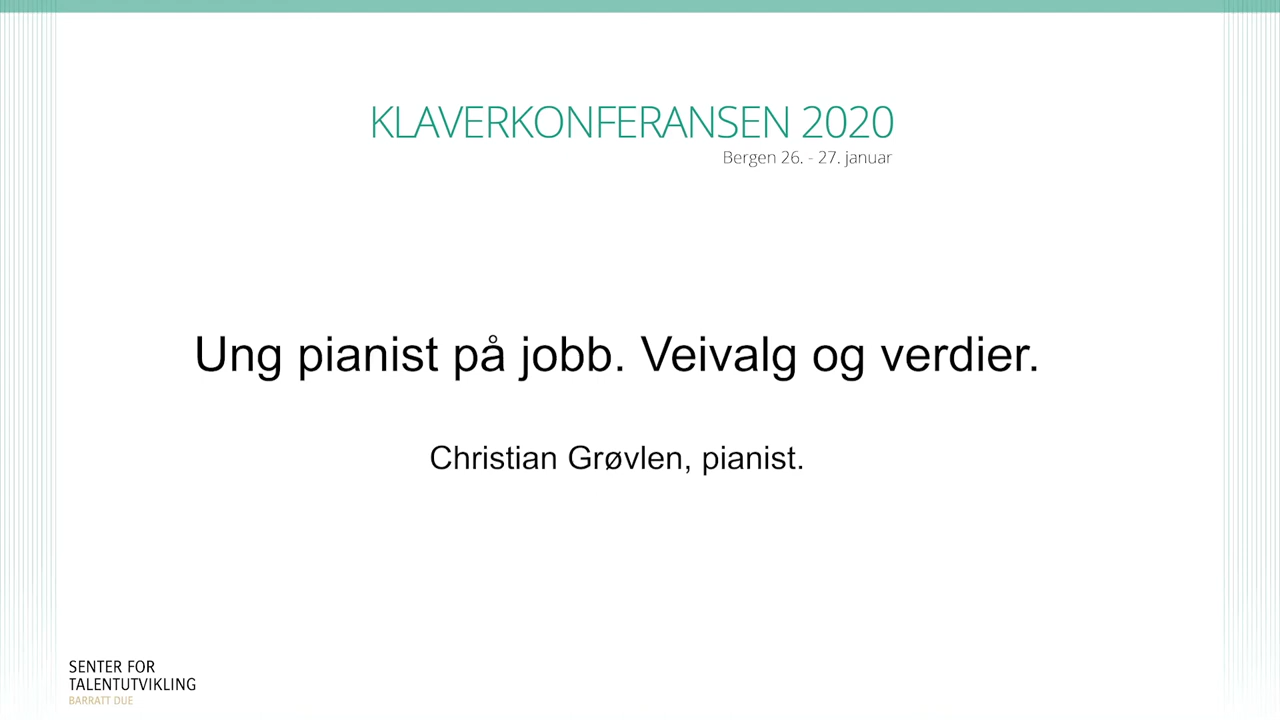 KLAVERKONFERANSEN 2020
Bergen 26. - 27. januar
Ung pianist på jobb. Veivalg og verdier.
Christian Grøvlen, pianist.
SENTER FOR
TALENTUTVIKLING
BARRATT DUE